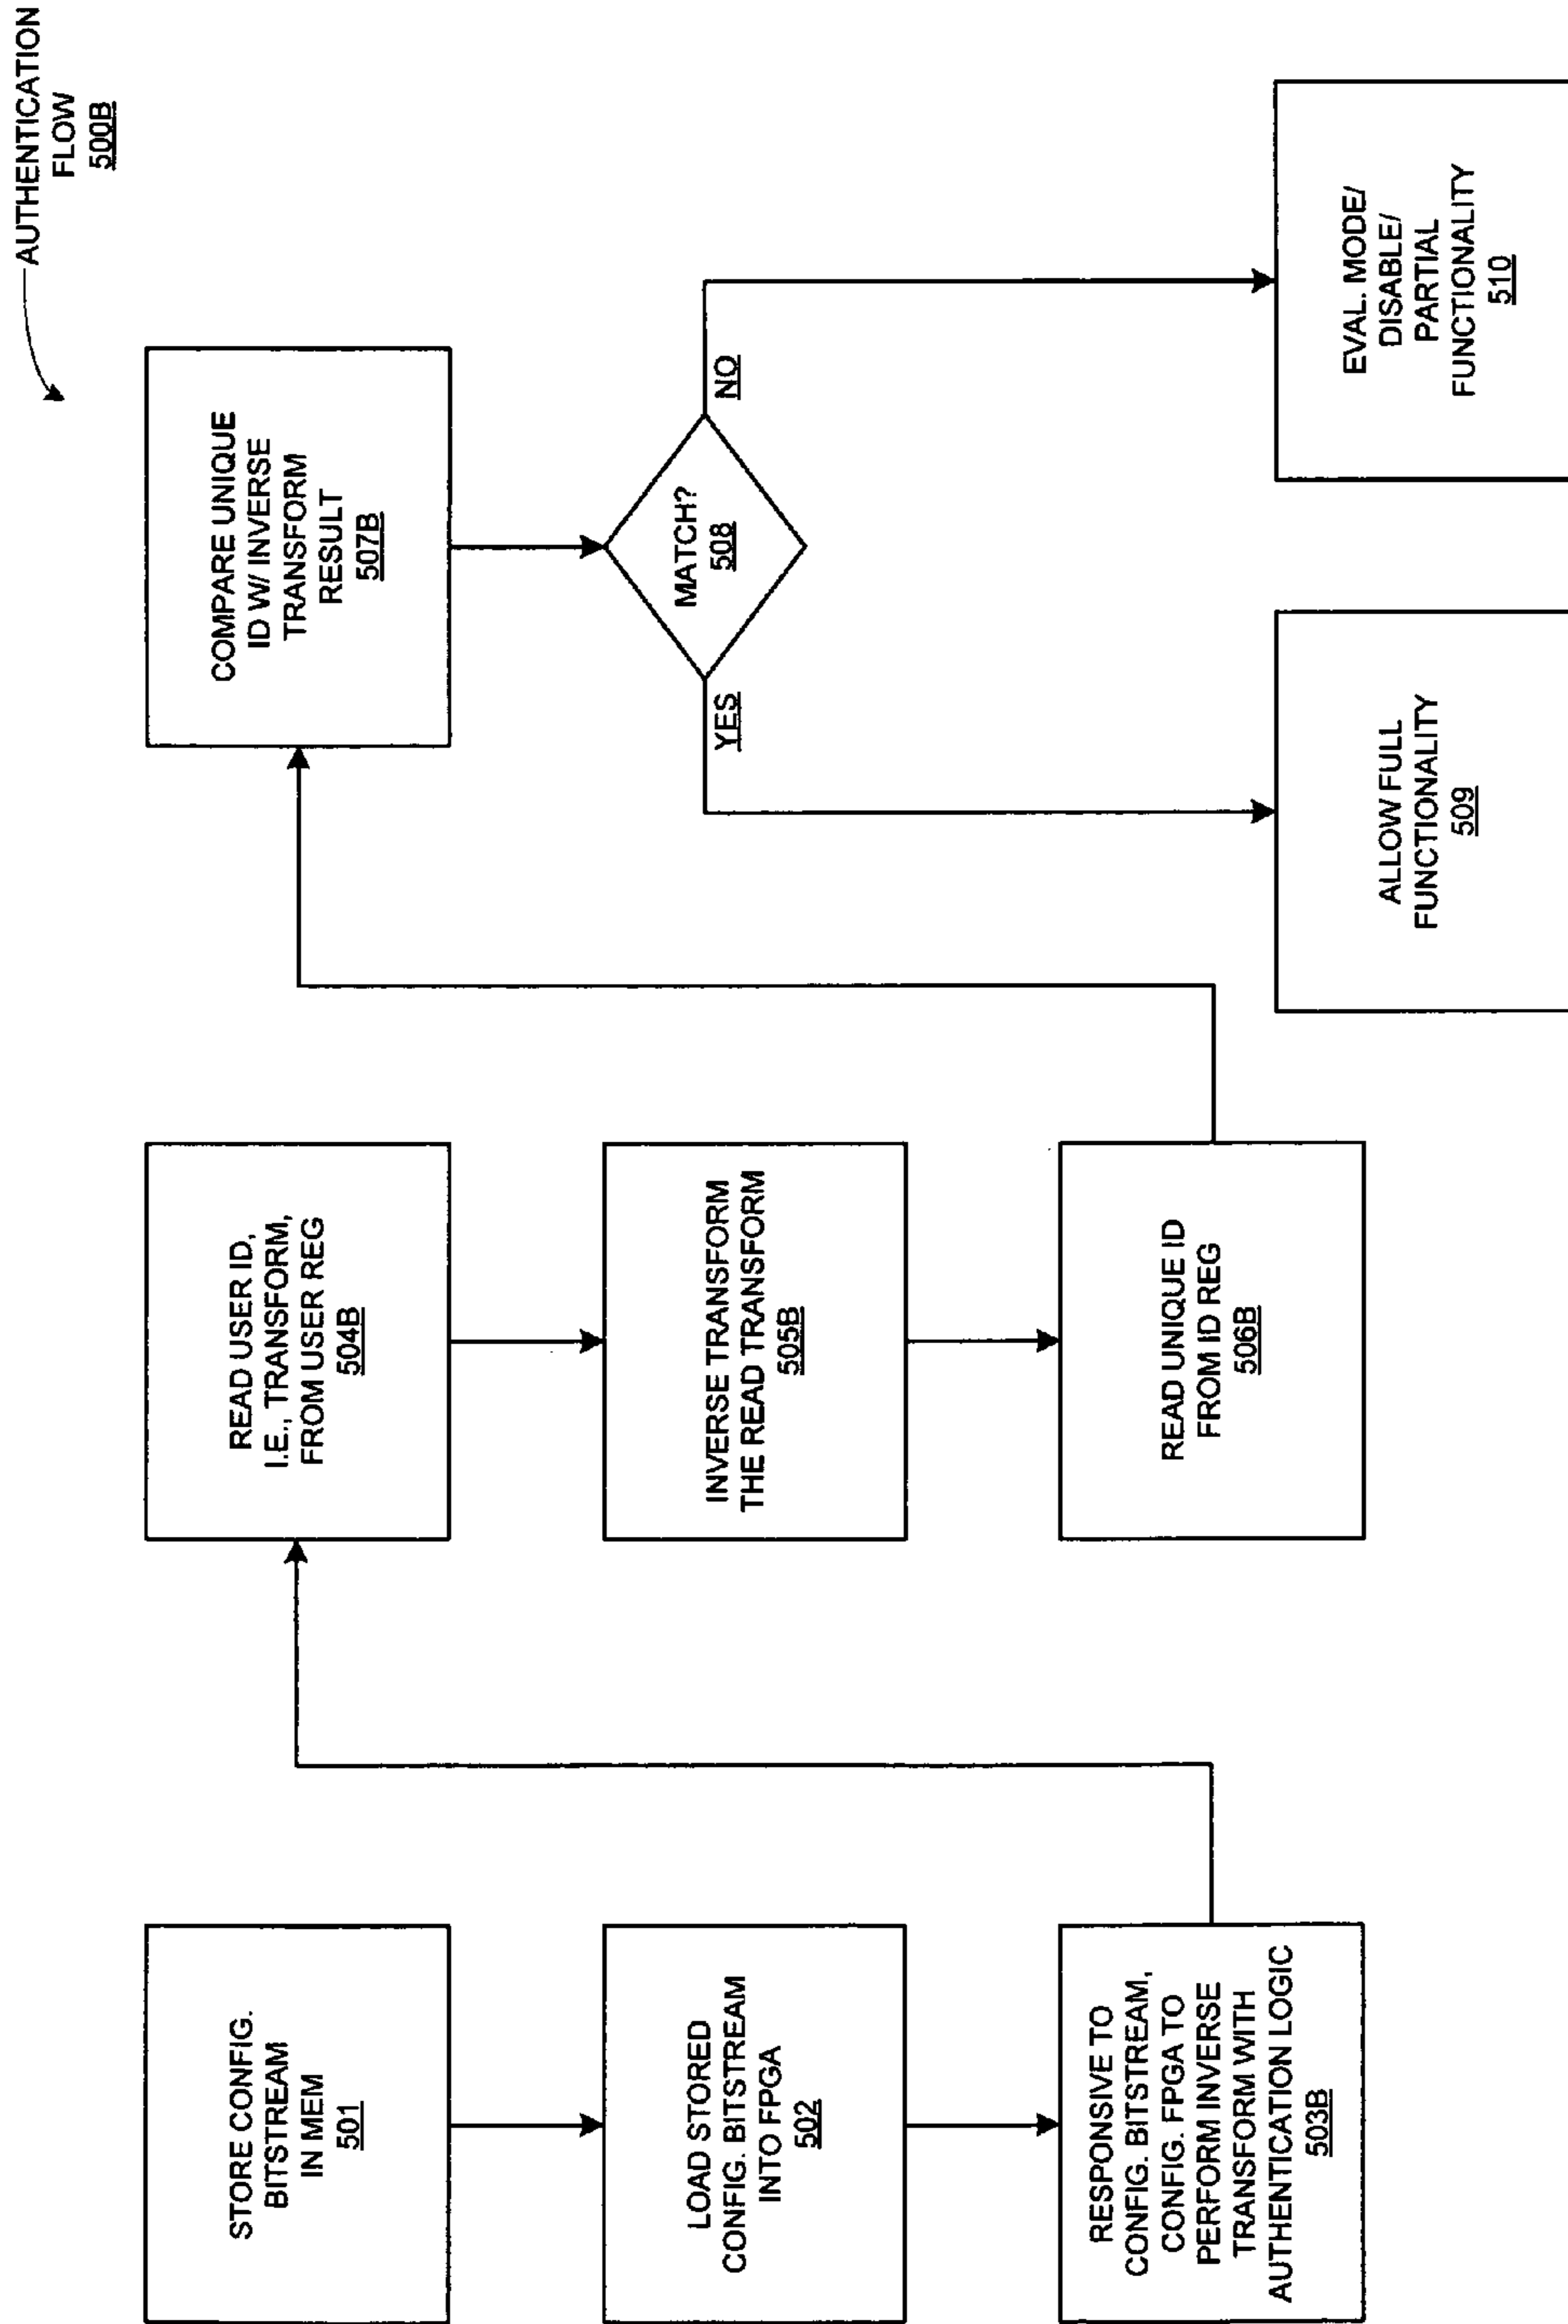 AUTHENTICATION
FLOW
500B
STORE CONFIG.
BITSTREAM
IN MEM
501
LOAD STORED
CONFIG. BITSTREAM
INTO FPGA
502
RESPONSIVE TO
CONFIG. BITSTREAM,
CONFIG. FPGA TO
PERFORM INVERSE
TRANSFORM WITH
AUTHENTICATION LOGIC
503B
READ USER ID,
I.E., TRANSFORM,
FROM USER REG
504B
INVERSE TRANSFORM
THE READ TRANSFORM
505B
READ UNIQUE ID
FROM ID REG
506B
COMPARE UNIQUE
ID W/ INVERSE
TRANSFORM
RESULT
507B
MATCH?
508
YES
NO
ALLOW FULL
FUNCTIONALITY
509
EVAL. MODE/
DISABLE/
PARTIAL
FUNCTIONALITY
510